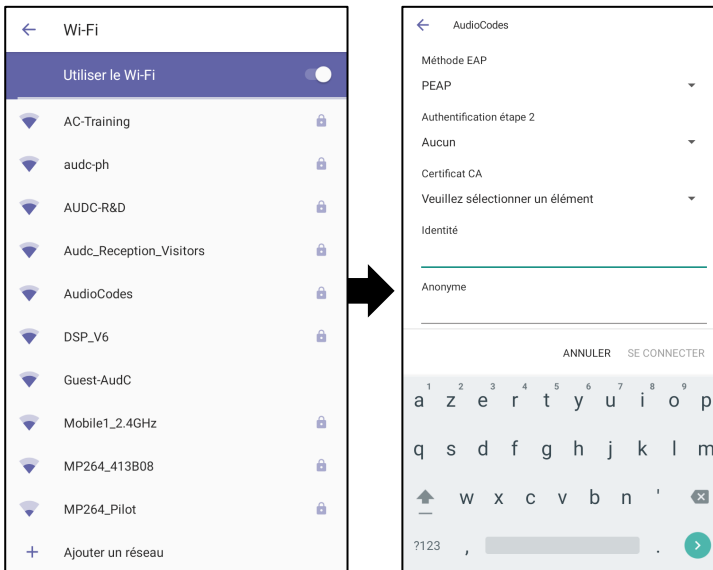 Wi-Fi
Utiliser le Wi-Fi
AC-Training
audc-ph
AUDC-R&D
Audc_Reception_Visitors
AudioCodes
DSP_V6
Guest-AudC
Mobile1_2.4GHz
MP264_413B08
MP264_Pilot
Ajouter un réseau
AudioCodes
Méthode EAP
PEAP
Authentification étape 2
Aucun
Certificat CA
Veuillez sélectionner un élément
Identité
Anonyme
ANNULER SE CONNECTER
1 2 3 4 5 6 7 8 9
a z e r t y u i o p
q s d f g h j k l m
w x c v b n '
?123 , .